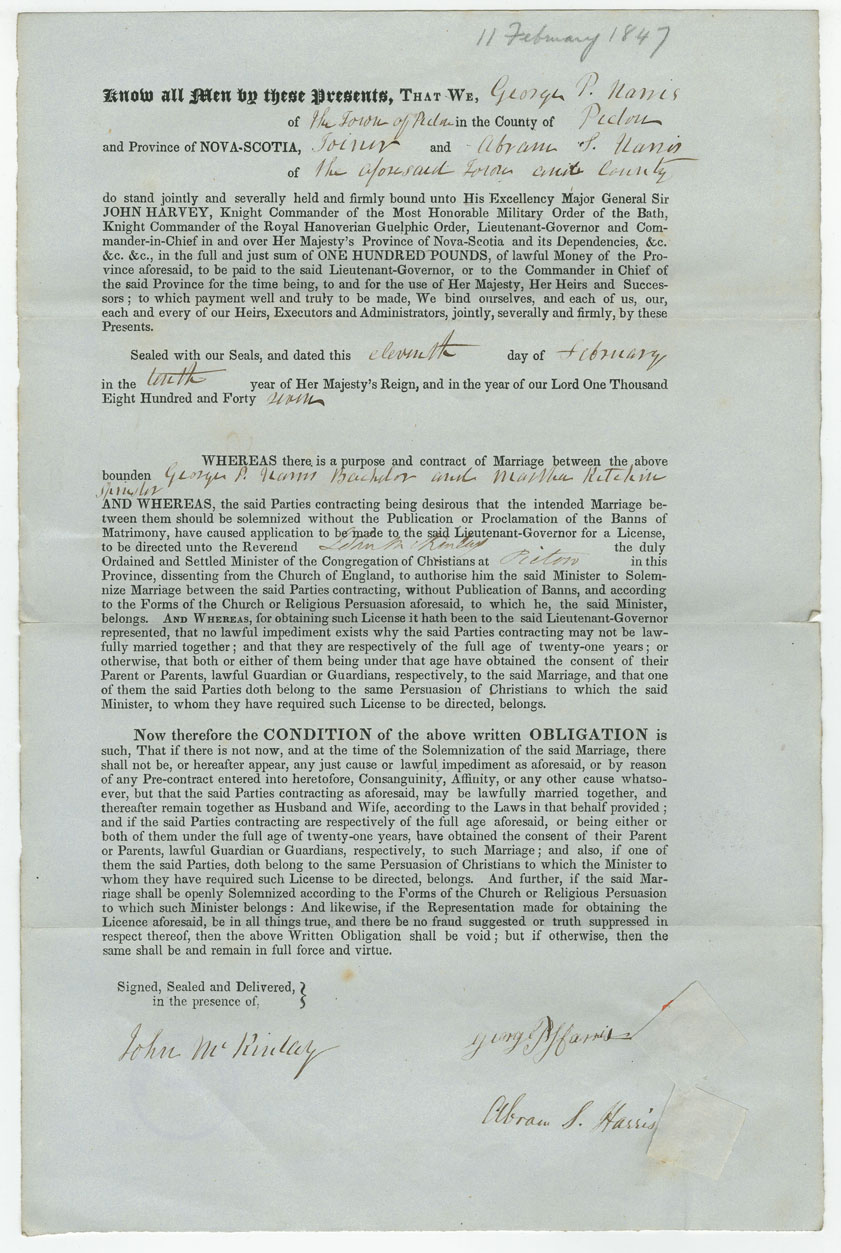 11 February 1847
Know all Men by these Presents, THAT WE, George P. Harris
of the Town of Pictou in the County of Pictou
and Province of NOVA-SCOTIA, Joiner and Abram S. Harris
of the aforesaid Town and County
do stand jointly and severally held and firmly bound unto His Excellency Major General Sir
JOHN HARVEY, Knight Commander of the Most Honorable Military Order of the Bath,
Knight Commander of the Royal Hanoverian Guelphic Order, Lieutenant-Governor and Com-
mander-in-Chief in and over Her Majesty's Province of Nova-Scotia and its Dependencies, &c.
&c. &c., in the full and just sum of ONE HUNDRED POUNDS, of lawful Money of the Pro-
vince aforesaid, to be paid to the said Lieutenant-Governor, or to the Commander in Chief of
the said Province for the time being, to and for the use of Her Majesty, Her Heirs and Succes-
sors; to which payment well and truly to be made, We bind ourselves, and each of us, our,
each and every of our Heirs, Executors and Administrators, jointly, severally and firmly, by these
Presents.
Sealed with our Seals, and dated this eleventh day of February
in the tenth year of Her Majesty's Reign, and in the year of our Lord One Thousand
Eight Hundred and Forty seven
WHEREAS there is a purpose and contract of Marriage between the above
bounden George P. Harris Bachelor and Martha Kitchin
Spinster
AND WHEREAS, the said Parties contracting being desirous that the intended Marriage be-
tween them should be solemnized without the Publication or Proclamation of the Banns of
Matrimony, have caused application to be made to the said Lieutenant-Governor for a License,
to be directed unto the Reverend John McKinlay the duly
Ordained and Settled Minister of the Congregation of Christians at Pictou in this
Province, dissenting from the Church of England, to authorise him the said Minister to Solem-
nize Marriage between the said Parties contracting, without Publication of Banns, and according
to the Forms of the Church or Religious Persuasion aforesaid, to which he, the said Minister,
belongs. AND WHEREAS, for obtaining such License it hath been to the said Lieutenant-Governor
represented, that no lawful impediment exists why the said Parties contracting may not be law-
fully married together; and that they are respectively of the full age of twenty-one years; or
otherwise, that both or either of them being under that age have obtained the consent of their
Parent or Parents, lawful Guardian or Guardians, respectively, to the said Marriage, and that one
of them the said Parties doth belong to the same Persuasion of Christians to which the said
Minister, to whom they have required such License to be directed, belongs.
Now therefore the CONDITION of the above written OBLIGATION is
such, That if there is not now, and at the time of the Solemnization of the said Marriage, there
shall not be, or hereafter appear, any just cause or lawful impediment as aforesaid, or by reason
of any Pre-contract entered into heretofore, Consanguinity, Affinity, or any other cause whatso-
ever, but that the said Parties contracting as aforesaid, may be lawfully married together, and
thereafter remain together as Husband and Wife, according to the Laws in that behalf provided;
and if the said Parties contracting are respectively of the full age aforesaid, or being either or
both of them under the full age of twenty-one years, have obtained the consent of their Parent
or Parents, lawful Guardian or Guardians, respectively, to such Marriage; and also, if one of
them the said Parties, doth belong to the same Persuasion of Christians to which the Minister to
whom they have required such License to be directed, belongs. And further, if the said Mar-
riage shall be openly Solemnized according to the Forms of the Church or Religious Persuasion
to which such Minister belongs: And likewise, if the Representation made for obtaining the
Licence aforesaid, be in all things true, and there be no fraud suggested or truth suppressed in
respect thereof, then the above Written Obligation shall be void; but if otherwise, then the
same shall be and remain in full force and virtue.
Signed, Sealed and Delivered, }
in the presence of,
John McKinlay
George P Harris
Abram S. Harris